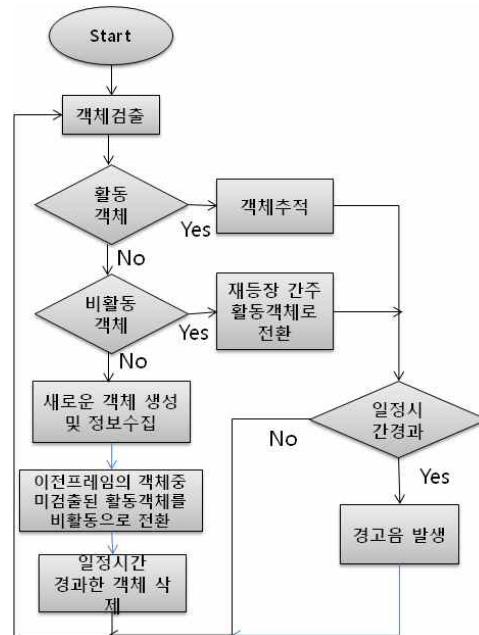 Start
객체검출
활동
객체
Yes
객체추적
No
비활동
객체
Yes
재등장 간주
활동객체로
전환
No
새로운 객체 생성
및 정보수집
일정시
간경과
No
Yes
이전프레임의 객체중
미검출된 활동객체를
비활동으로 전환
경고음 발생
일정시간
경과한 객체 삭
제